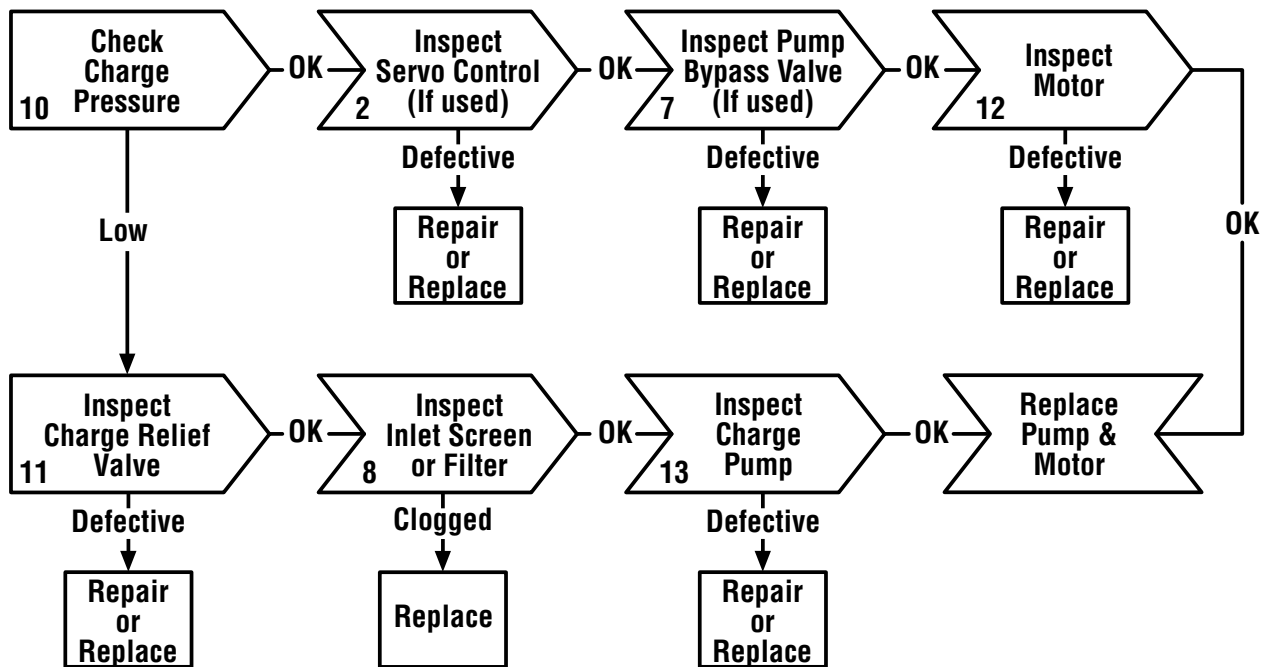 Check
Charge
Pressure
10
OK
Inspect
Servo Control
(If used)
2
OK
Inspect Pump
Bypass Valve
(If used)
7
OK
Inspect
Motor
12
Defective
Repair
or
Replace
Defective
Repair
or
Replace
Defective
Repair
or
Replace
OK
Low
Inspect
Charge Relief
Valve
11
OK
Inspect
Inlet Screen
or Filter
8
OK
Inspect
Charge
Pump
13
OK
Replace
Pump &
Motor
Defective
Repair
or
Replace
Clogged
Replace
Defective
Repair
or
Replace